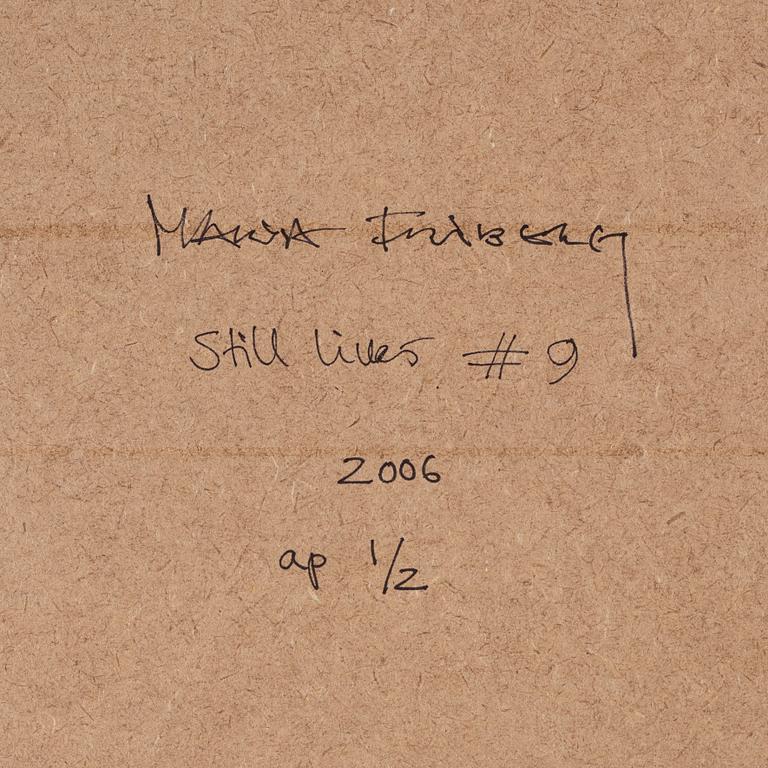 Maria Friberg
Still lives #9
2006
ap 1/2